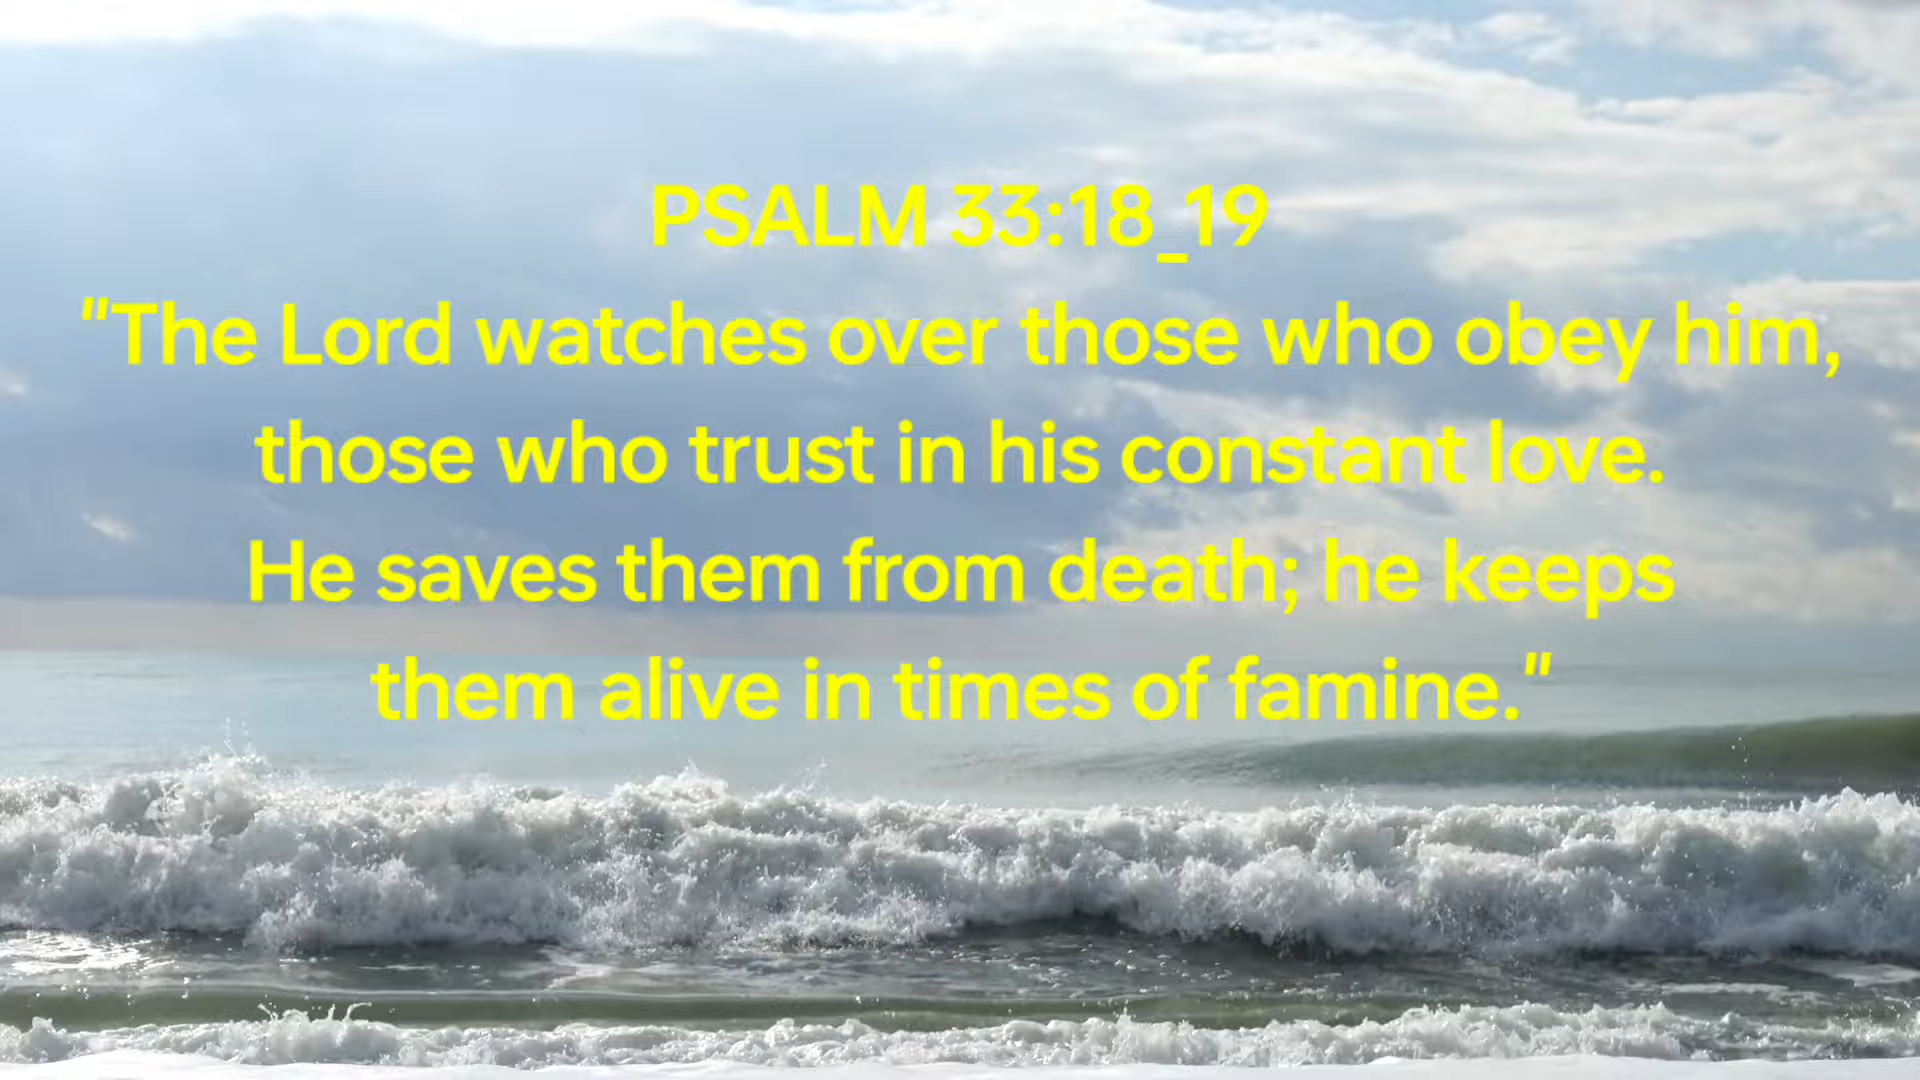 PSALM 33:18_19
"The Lord watches over those who obey him,
those who trust in his constant love.
He saves them from death; he keeps
them alive in times of famine."